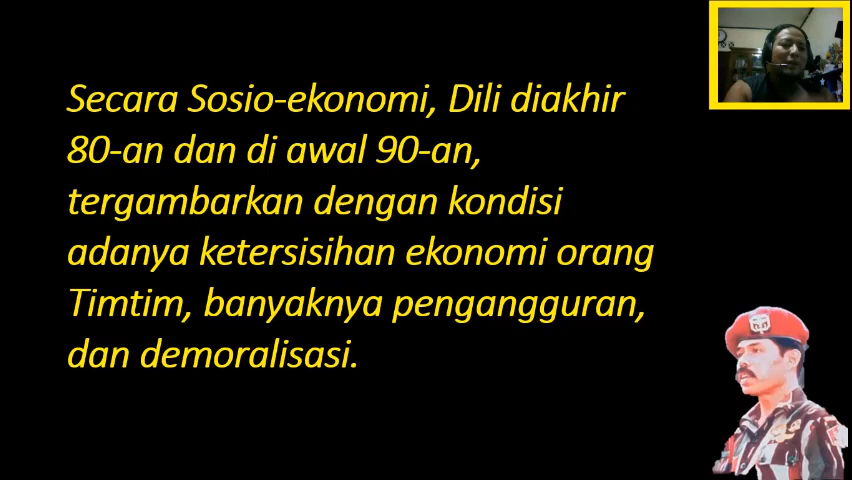 Secara Sosio-ekonomi, Dili diakhir
80-an dan di awal 90-an,
tergambarkan dengan kondisi
adanya ketersisihan ekonomi orang
Timtim, banyaknya pengangguran,
dan demoralisasi.